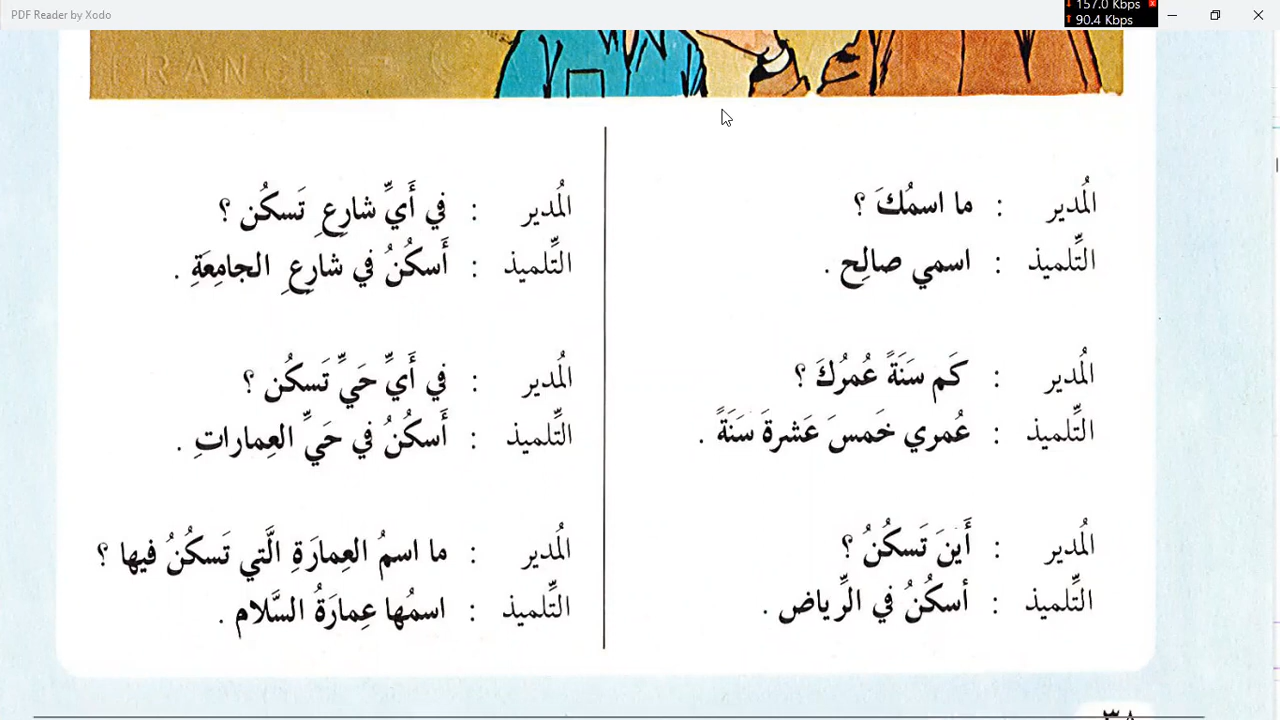 PDF Reader by Xodo
157.0 Kbps
90.4 Kbps
المُدير : ما اسمُكَ ؟
التِّلميذ : اسمي صالِح .
المُدير : كَم سَنَةً عُمرُكَ ؟
التِّلميذ : عُمري خَمسَ عَشرةَ سَنَةً .
المُدير : أَينَ تَسكُنُ ؟
التِّلميذ : أسكُنُ في الرِّياض .
المُدير : في أَيِّ شارِعِ تَسكُن ؟
التِّلميذ : أَسكُنُ في شارِعِ الجامِعَةِ .
المُدير : في أَيِّ حَيِّ تَسكُن ؟
التِّلميذ : أَسكُنُ في حَيِّ العِماراتِ .
المُدير : ما اسمُ العِمارَةِ الَّتي تَسكُنُ فيها ؟
التِّلميذ : اسمُها عِمارَةُ السَّلام .